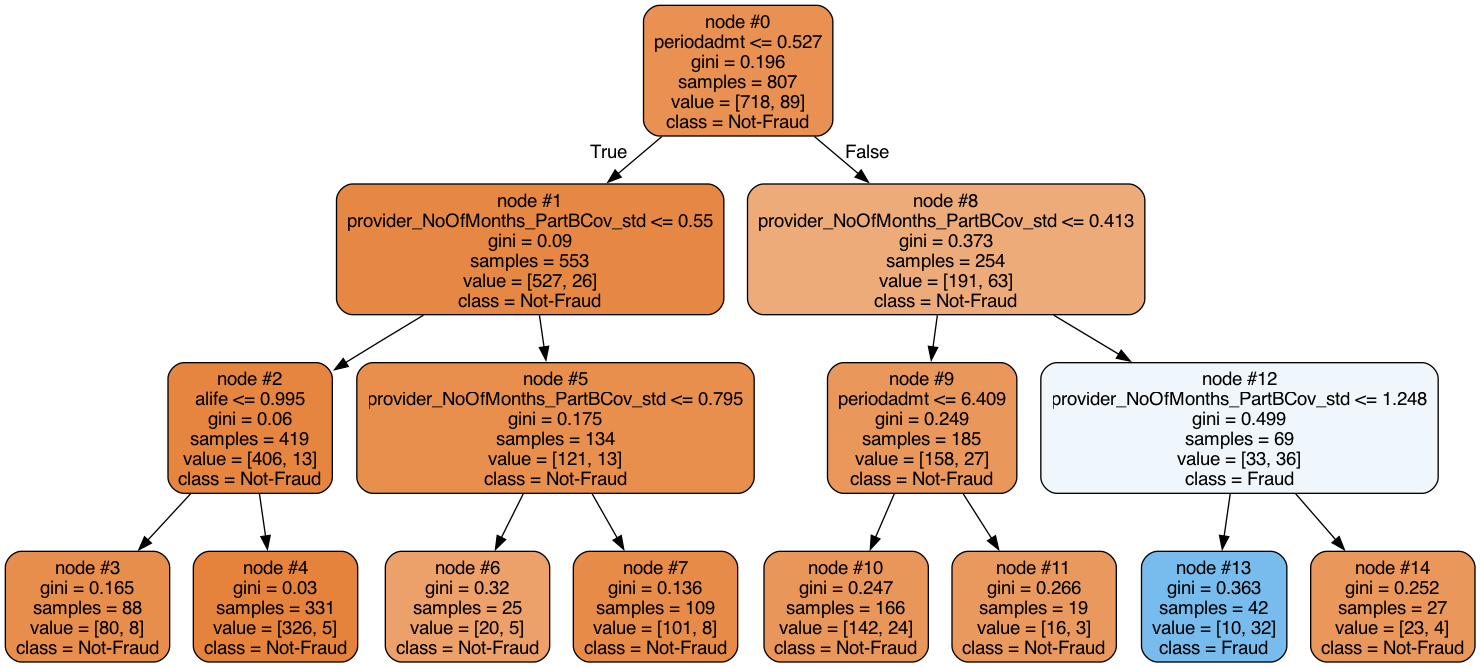 node #0
periodadmt <= 0.527
gini = 0.196
samples = 807
value = [718, 89]
class = Not-Fraud
True
False
node #1
provider_NoOfMonths_PartBCov_std <= 0.55
gini = 0.09
samples = 553
value = [527, 26]
class = Not-Fraud
node #8
provider_NoOfMonths_PartBCov_std <= 0.413
gini = 0.373
samples = 254
value = [191, 63]
class = Not-Fraud
node #2
alife <= 0.995
gini = 0.06
samples = 419
value = [406, 13]
class = Not-Fraud
node #5
provider_NoOfMonths_PartBCov_std <= 0.795
gini = 0.175
samples = 134
value = [121, 13]
class = Not-Fraud
node #9
periodadmt <= 6.409
gini = 0.249
samples = 185
value = [158, 27]
class = Not-Fraud
node #12
provider_NoOfMonths_PartBCov_std <= 1.248
gini = 0.499
samples = 69
value = [33, 36]
class = Fraud
node #3
gini = 0.165
samples = 88
value = [80, 8]
class = Not-Fraud
node #4
gini = 0.03
samples = 331
value = [326, 5]
class = Not-Fraud
node #6
gini = 0.32
samples = 25
value = [20, 5]
class = Not-Fraud
node #7
gini = 0.136
samples = 109
value = [101, 8]
class = Not-Fraud
node #10
gini = 0.247
samples = 166
value = [142, 24]
class = Not-Fraud
node #11
gini = 0.266
samples = 19
value = [16, 3]
class = Not-Fraud
node #13
gini = 0.363
samples = 42
value = [10, 32]
class = Fraud
node #14
gini = 0.252
samples = 27
value = [23, 4]
class = Not-Fraud